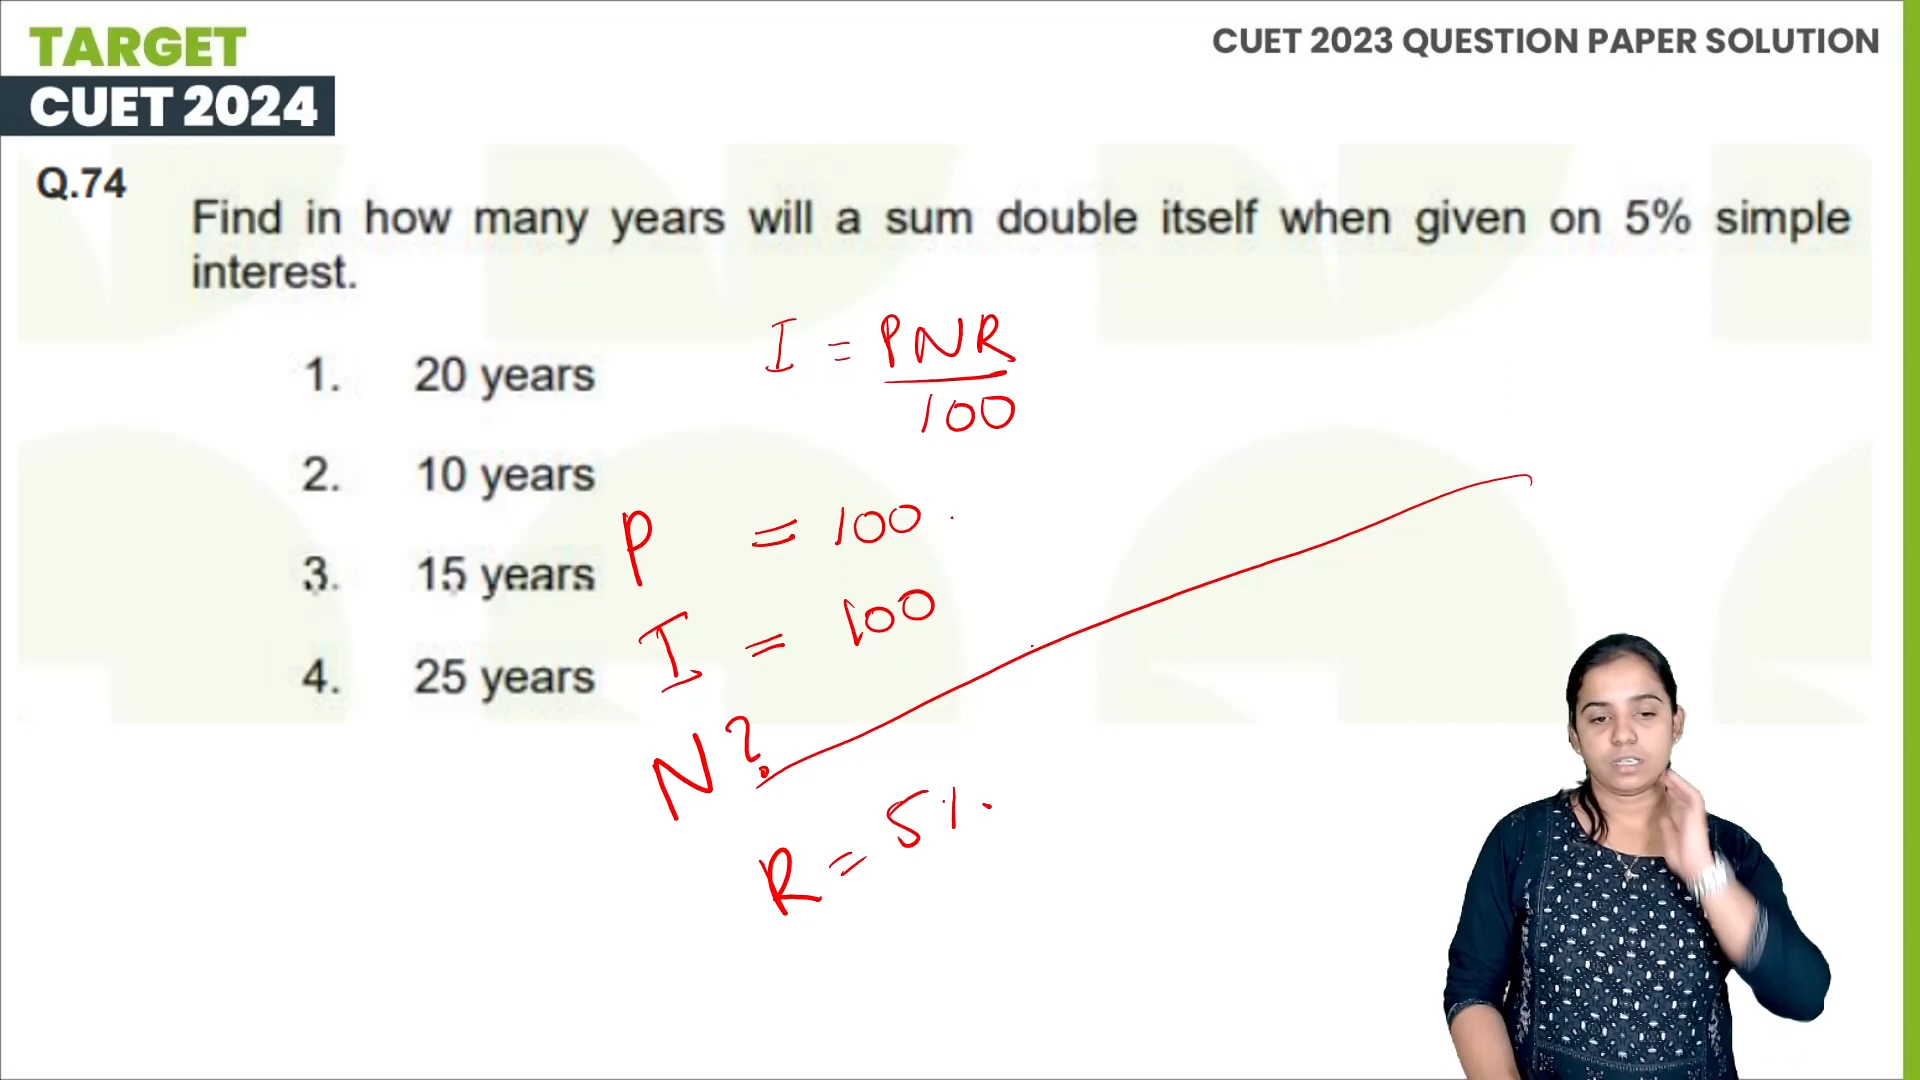 TARGET
CUET 2024
CUET 2023 QUESTION PAPER SOLUTION
Q.74
Find in how many years will a sum double itself when given on 5% simple
interest.
1. 20 years
2. 10 years
3. 15 years
4. 25 years
I = PNR
100
P = 100
I = 100
N?
R = 5%